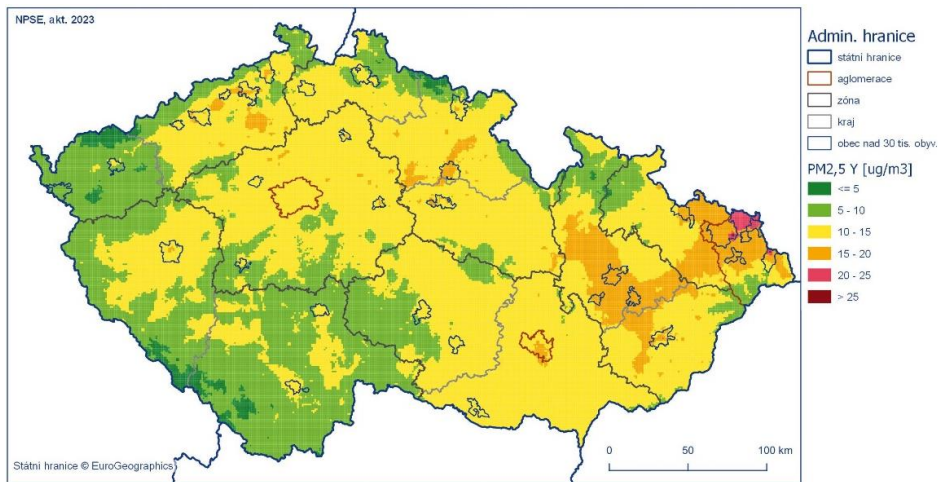 NPSE, akt. 2023
Admin. hranice
státní hranice
aglomerace
zóna
kraj
obec nad 30 tis. obyv.
PM2,5 Y [ug/m3]
<= 5
5 - 10
10 - 15
15 - 20
20 - 25
> 25
Státní hranice © EuroGeographics
0 50 100 km